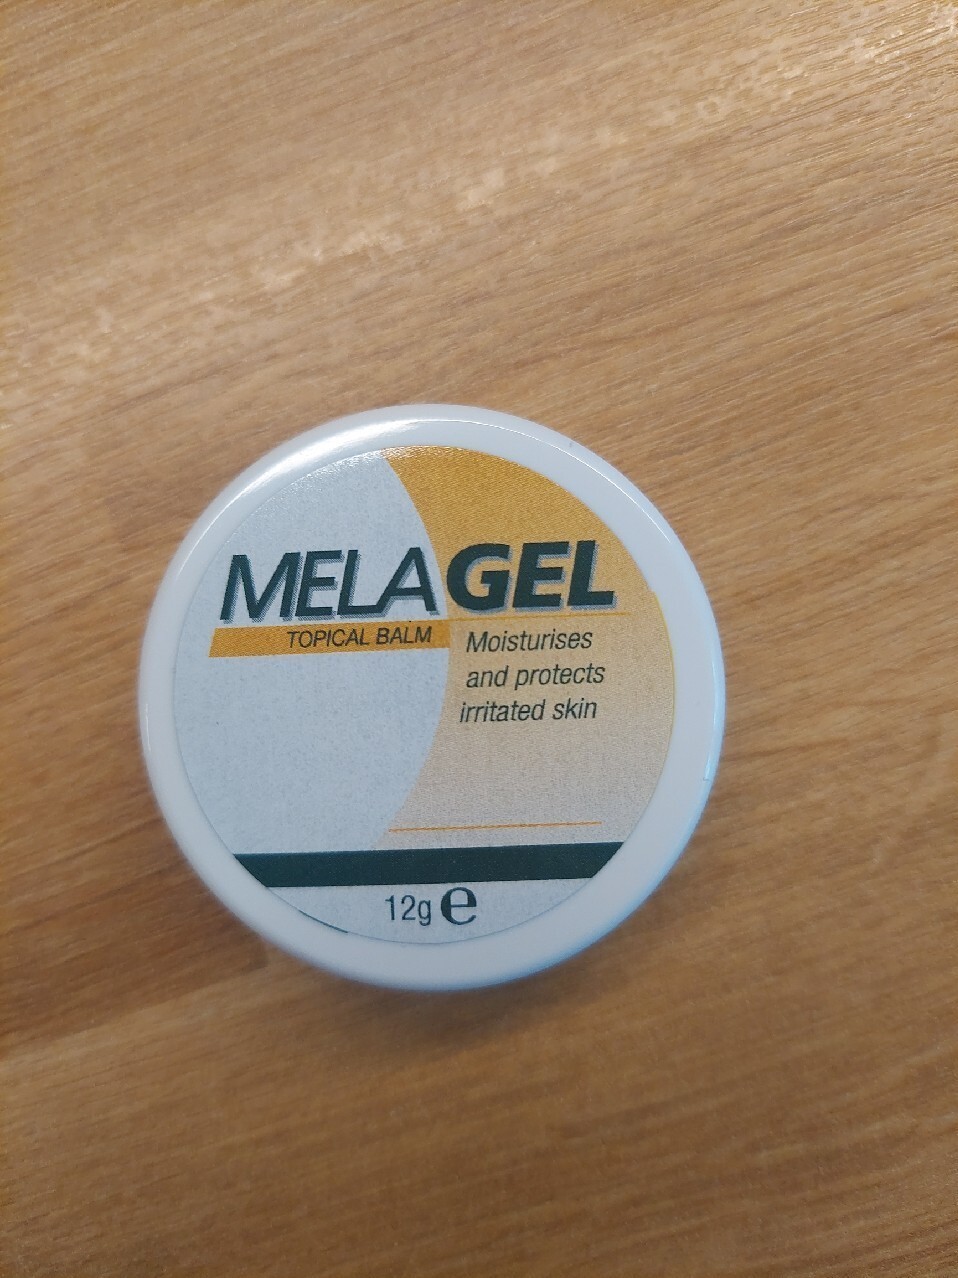 MELAGEL
TOPICAL BALM
Moisturises
and protects
irritated skin
12g ℮